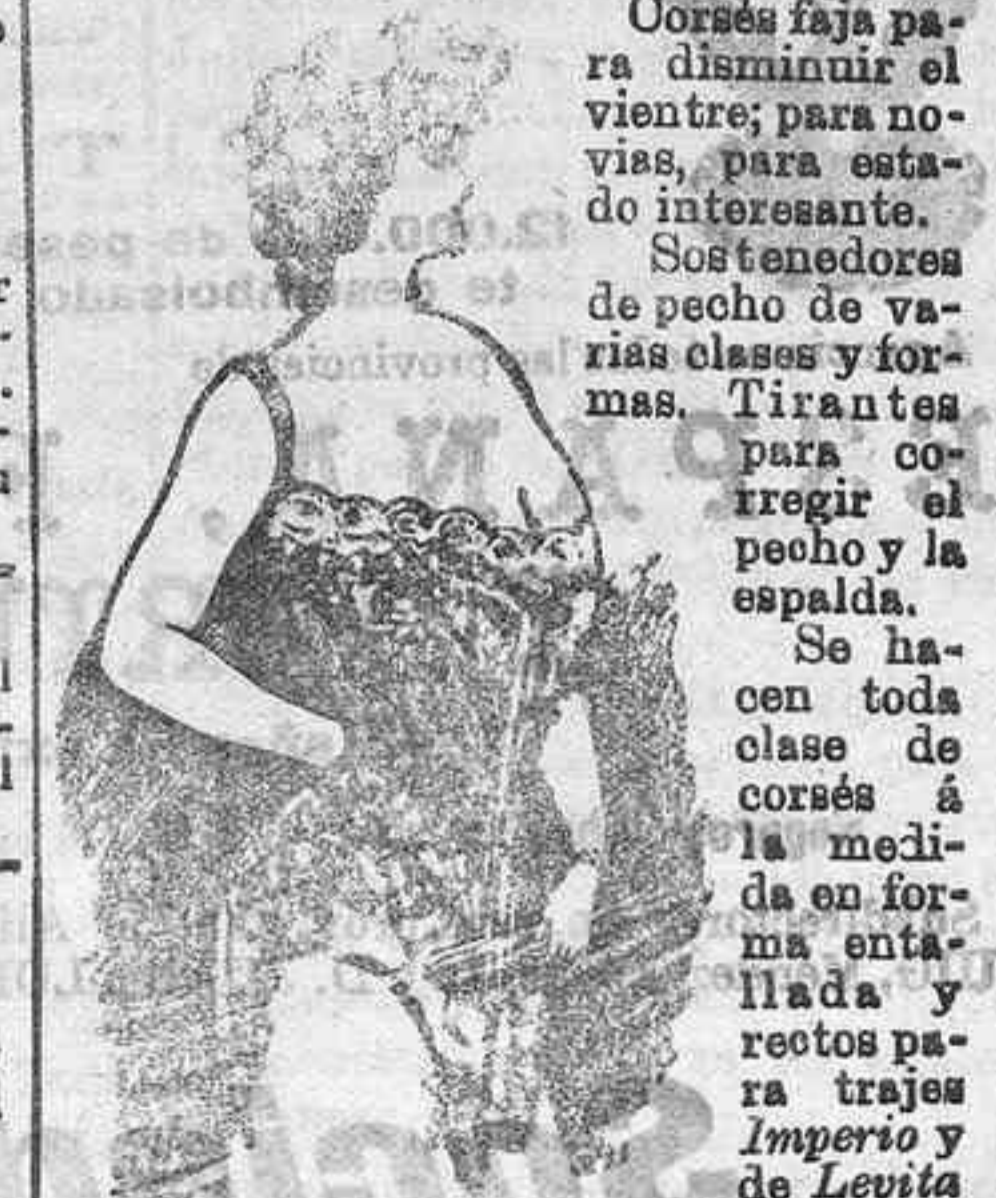 Corsés faja pa-
ra disminuir el
vientre; para no-
vias, para esta-
do interesante.
Sostenedores
de pecho de va-
rias clases y for-
mas. Tirantes
para co-
rregir el
pecho y la
espalda.
Se ha-
cen toda
clase de
corsés á
la medi-
da en for-
ma enta-
llada y
rectos pa-
ra trajes
Imperio y
de Levita